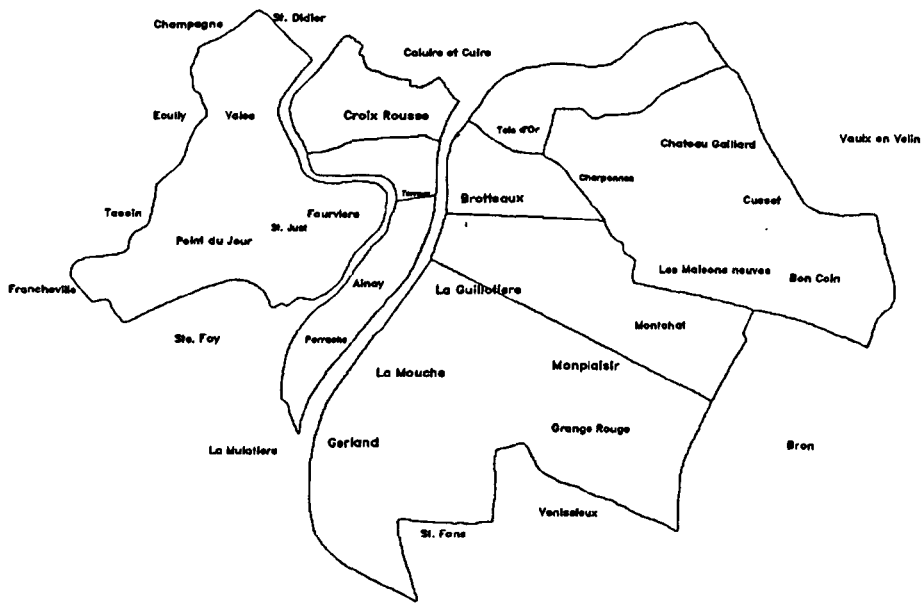 St. Didier
Champagne
Caluire et Cuire
Ecully
Vaise
Croix Rousse
Tete d'Or
Chateau Gaillard
Vaulx en Velin
Charpennes
Terreaux
Brotteaux
Cusset
Tassin
Fourviere
St. Just
Point du Jour
Les Maisons neuves
Bon Coin
Francheville
Ainay
La Guillotiere
Montchat
Ste. Foy
Perrache
Monplaisir
La Mouche
Grange Rouge
Gerland
La Mulatiere
Bron
Venissieux
St. Fons